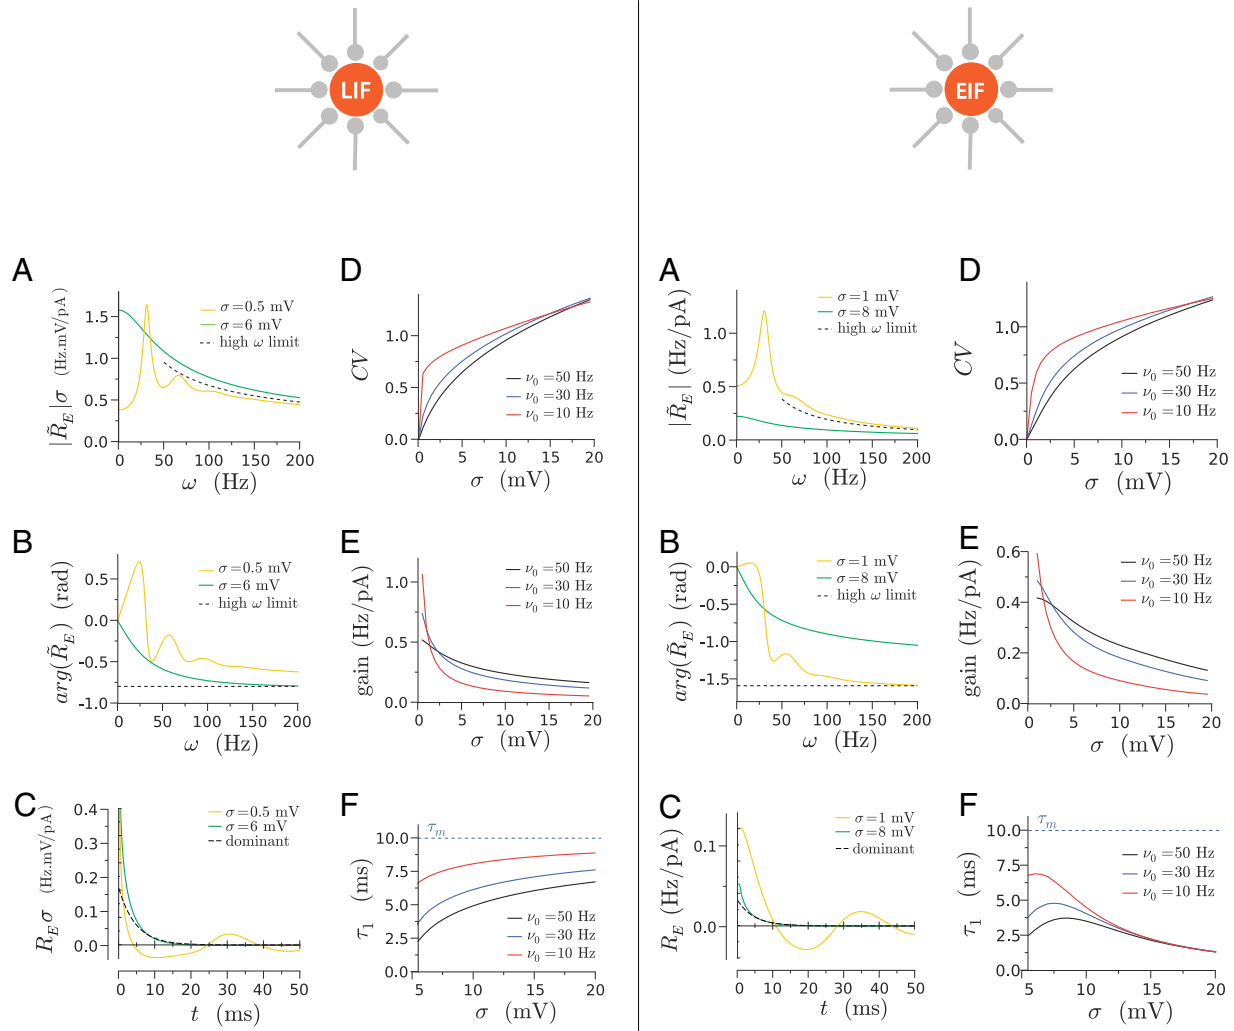 LIF
A
|R̃_E|σ (Hz.mV/pA)
1.5
1.0
0.5
0.0
σ=0.5 mV
σ=6 mV
high ω limit
0 50 100 150 200
ω (Hz)
D
CV
1.0
0.5
0.0
ν₀=50 Hz
ν₀=30 Hz
ν₀=10 Hz
0 5 10 15 20
σ (mV)
B
arg(R̃_E) (rad)
0.5
0.0
-0.5
-1.0
σ=0.5 mV
σ=6 mV
high ω limit
0 50 100 150 200
ω (Hz)
E
gain (Hz/pA)
1.0
0.5
0.0
ν₀=50 Hz
ν₀=30 Hz
ν₀=10 Hz
0 5 10 15 20
σ (mV)
C
R_E σ (Hz.mV/pA)
0.4
0.3
0.2
0.1
0.0
σ=0.5 mV
σ=6 mV
dominant
0 10 20 30 40 50
t (ms)
F
τ₁ (ms)
10.0
7.5
5.0
2.5
0.0
τ_m
ν₀=50 Hz
ν₀=30 Hz
ν₀=10 Hz
5 10 15 20
σ (mV)
EIF
A
|R̃_E| (Hz/pA)
1.5
1.0
0.5
0.0
σ=1 mV
σ=8 mV
high ω limit
0 50 100 150 200
ω (Hz)
D
CV
1.0
0.5
0.0
ν₀=50 Hz
ν₀=30 Hz
ν₀=10 Hz
0 5 10 15 20
σ (mV)
B
arg(R̃_E) (rad)
0.0
-0.5
-1.0
-1.5
σ=1 mV
σ=8 mV
high ω limit
0 50 100 150 200
ω (Hz)
E
gain (Hz/pA)
0.6
0.4
0.2
0.0
ν₀=50 Hz
ν₀=30 Hz
ν₀=10 Hz
0 5 10 15 20
σ (mV)
C
R_E (Hz/pA)
0.1
0.0
σ=1 mV
σ=8 mV
dominant
0 10 20 30 40 50
t (ms)
F
τ₁ (ms)
10.0
7.5
5.0
2.5
0.0
τ_m
ν₀=50 Hz
ν₀=30 Hz
ν₀=10 Hz
5 10 15 20
σ (mV)